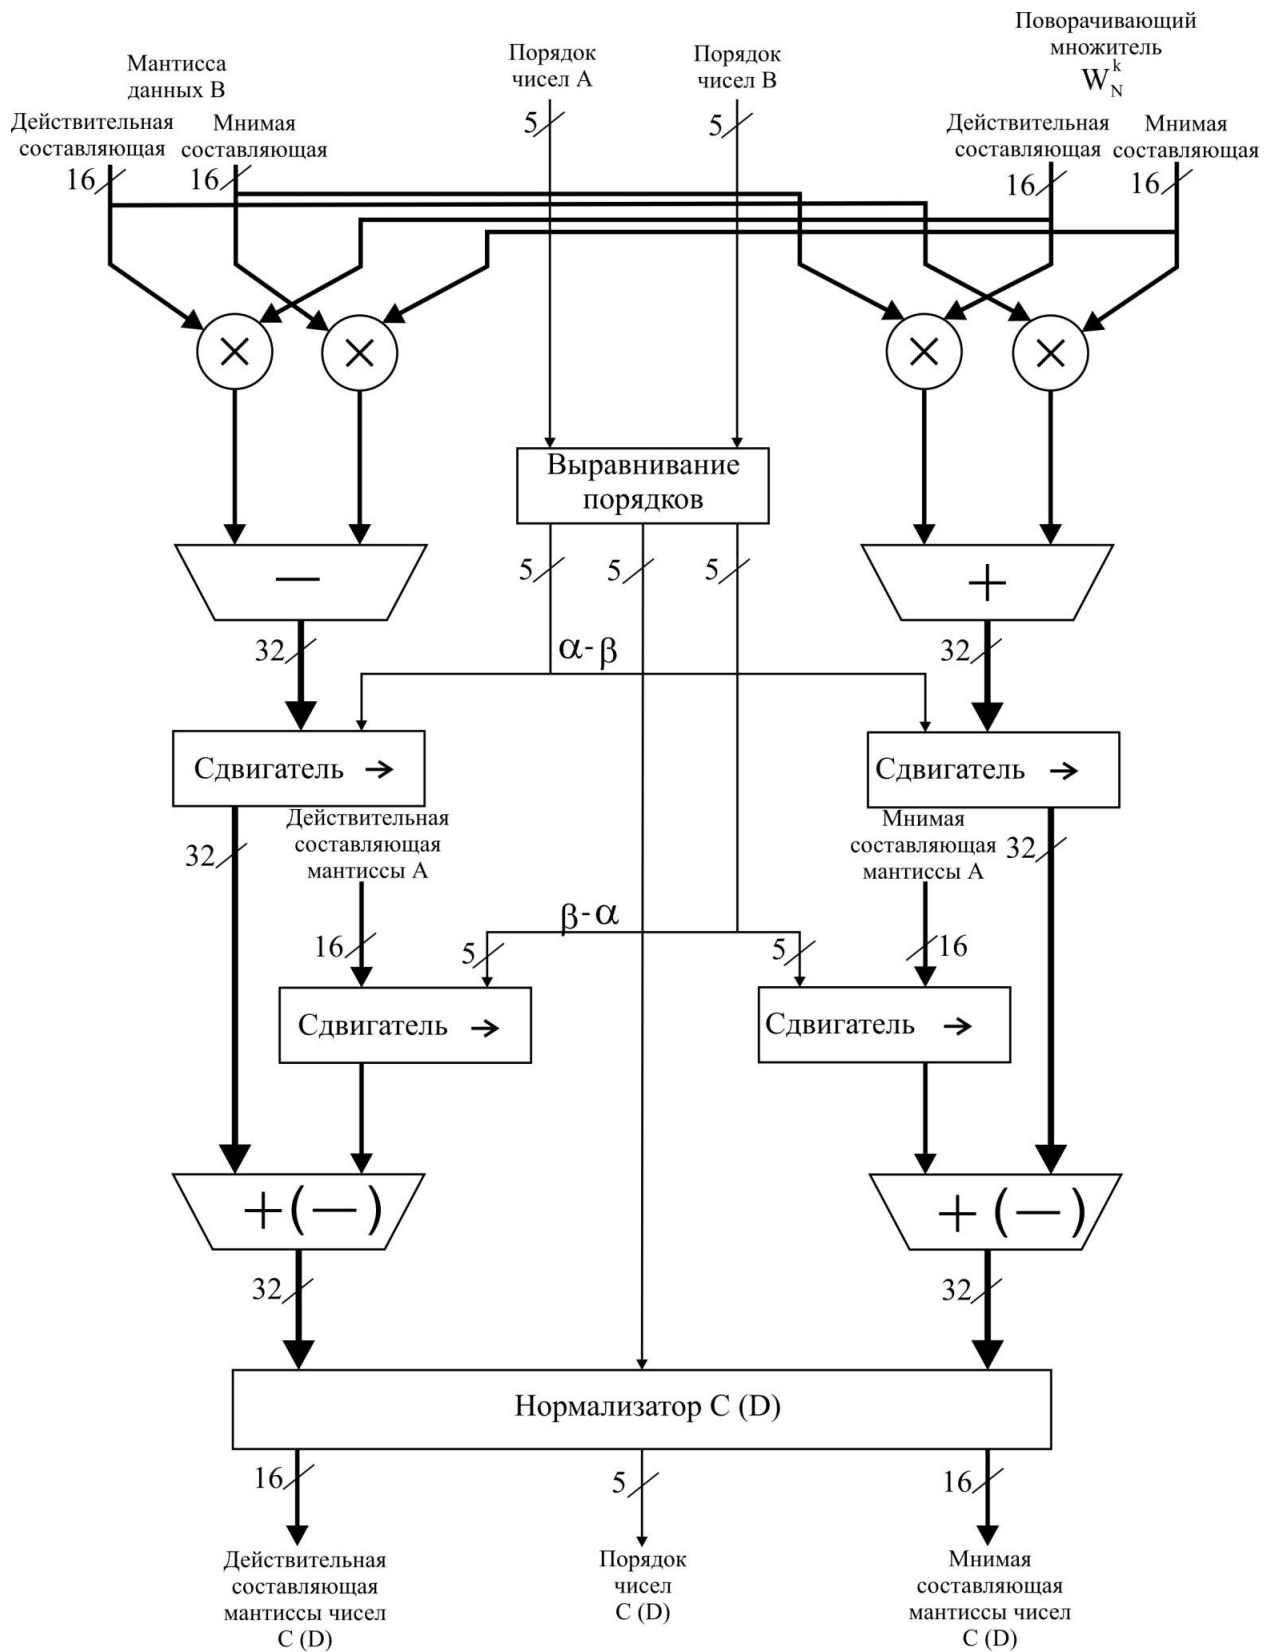 Поворачивающий
множитель
W_N^k
Порядок
чисел A
Порядок
чисел B
Мантисса
данных B
Действительная
составляющая
Мнимая
составляющая
Действительная
составляющая
Мнимая
составляющая
5
5
16
16
16
16
×
×
×
×
Выравнивание
порядков
—
5
5
5
+
32
α-β
32
Сдвигатель →
Сдвигатель →
Действительная
составляющая
мантиссы A
Мнимая
составляющая
мантиссы A
32
32
β-α
16
5
5
16
Сдвигатель →
Сдвигатель →
+(—)
+(—)
32
32
Нормализатор C (D)
16
5
16
Действительная
составляющая
мантиссы чисел
C (D)
Порядок
чисел
C (D)
Мнимая
составляющая
мантиссы чисел
C (D)